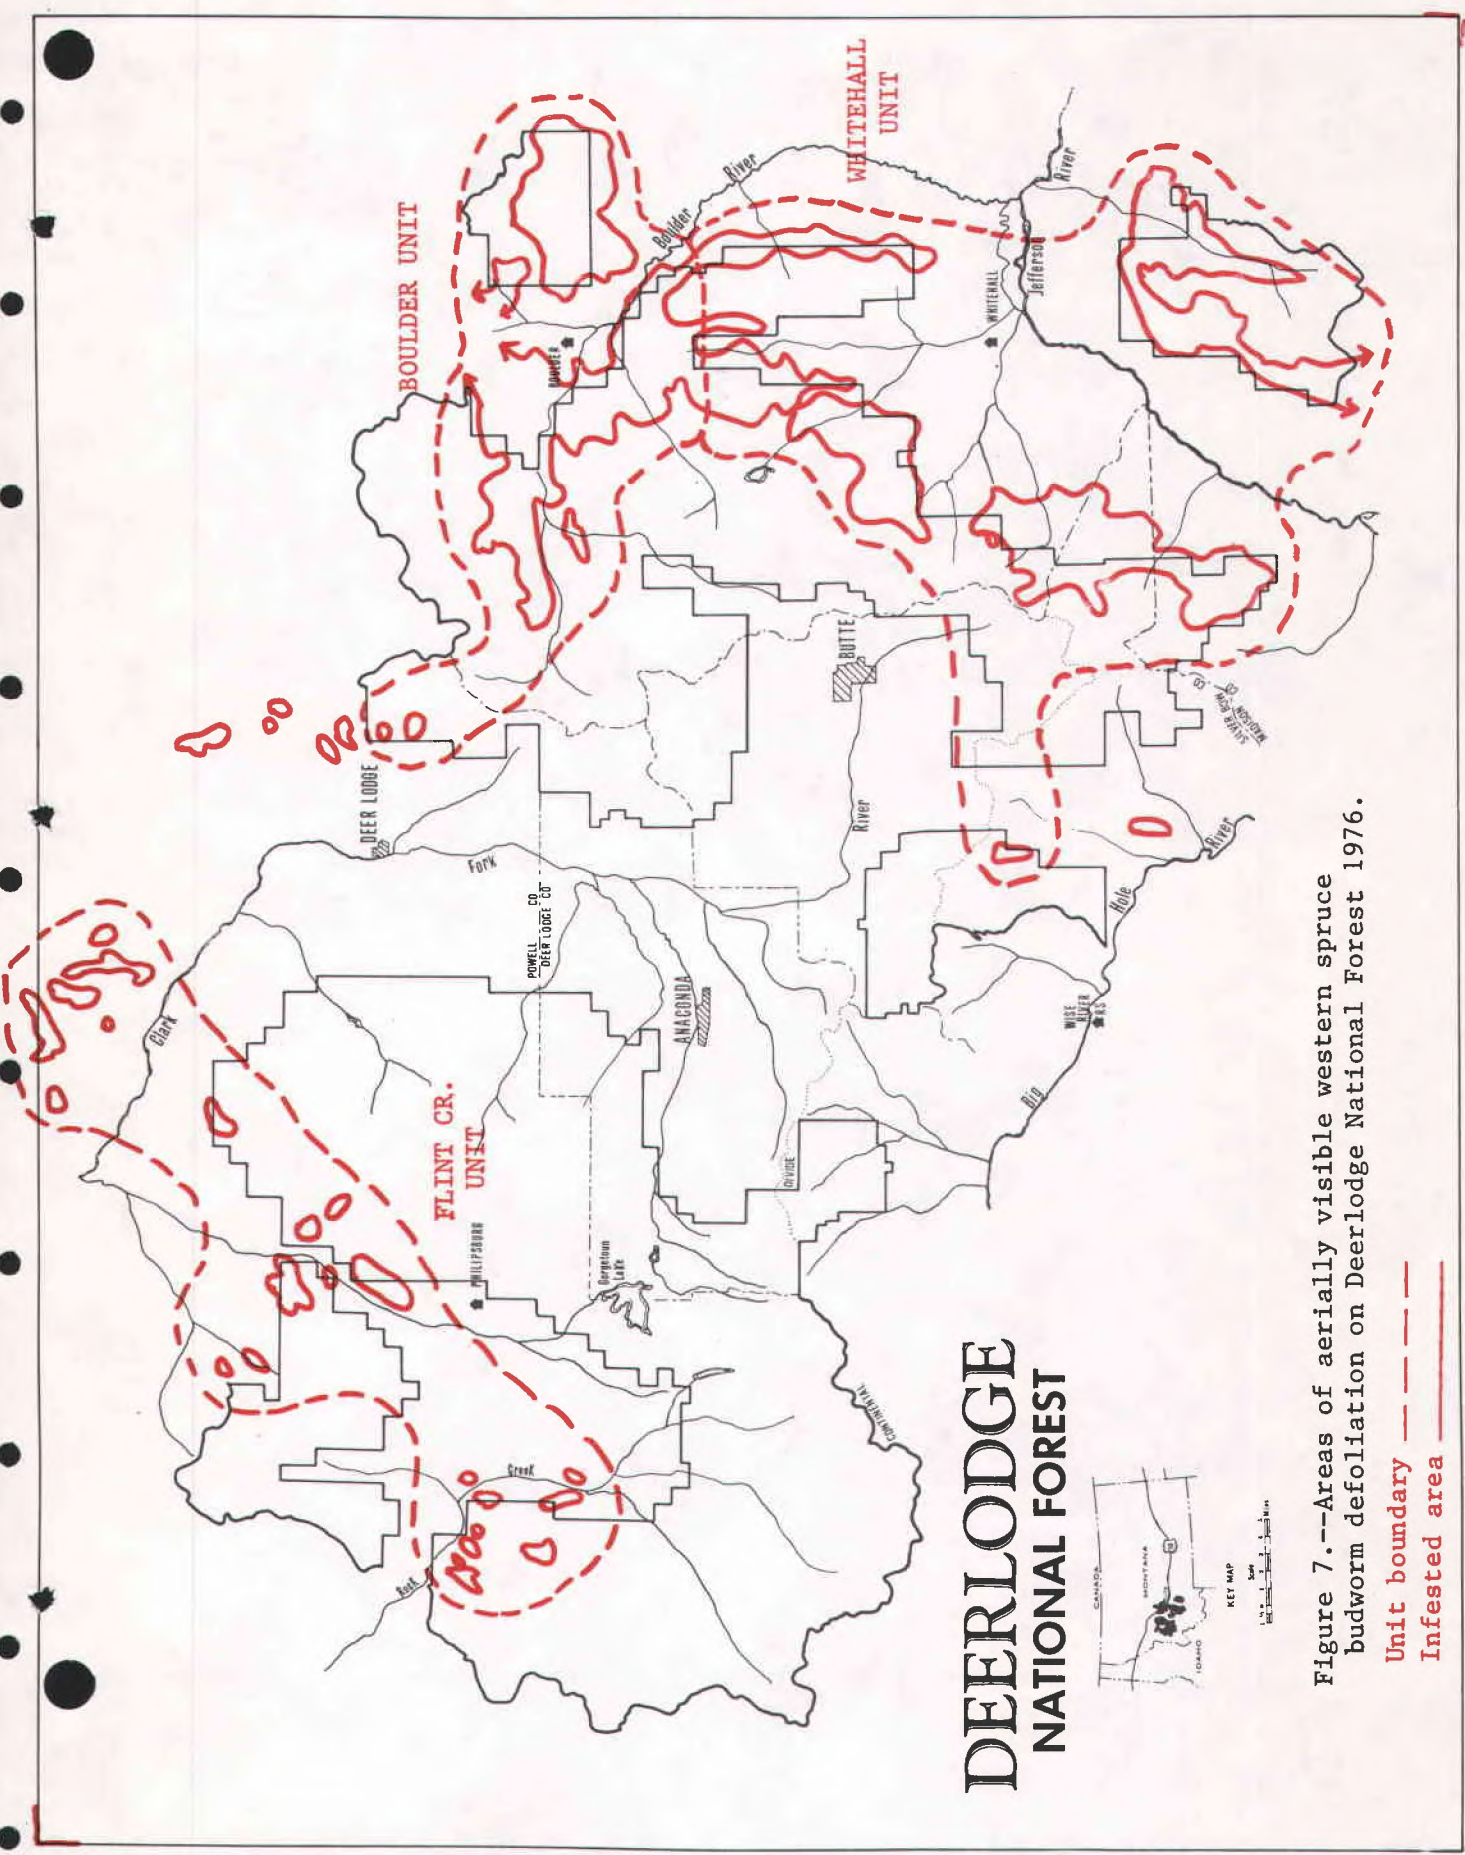 DEERLODGE
NATIONAL FOREST
BOULDER UNIT
WHITEHALL
UNIT
FLINT CR.
UNIT
Clark
Fork
DEER LODGE
POWELL CO
DEER LODGE CO
ANACONDA
PHILIPSBURG
Georgetown
Lake
Rock
Creek
CONTINENTAL
DIVIDE
BUTTE
River
BOULDER
Boulder
River
WHITEHALL
Jefferson
River
SILVER BOW CO
MADISON CO
Big
Hole
River
WISE
RIVER
R.S.
CANADA
MONTANA
IDAHO
KEY MAP
Scale
Miles
Figure 7.--Areas of aerially visible western spruce
budworm defoliation on Deerlodge National Forest 1976.
Unit boundary
Infested area